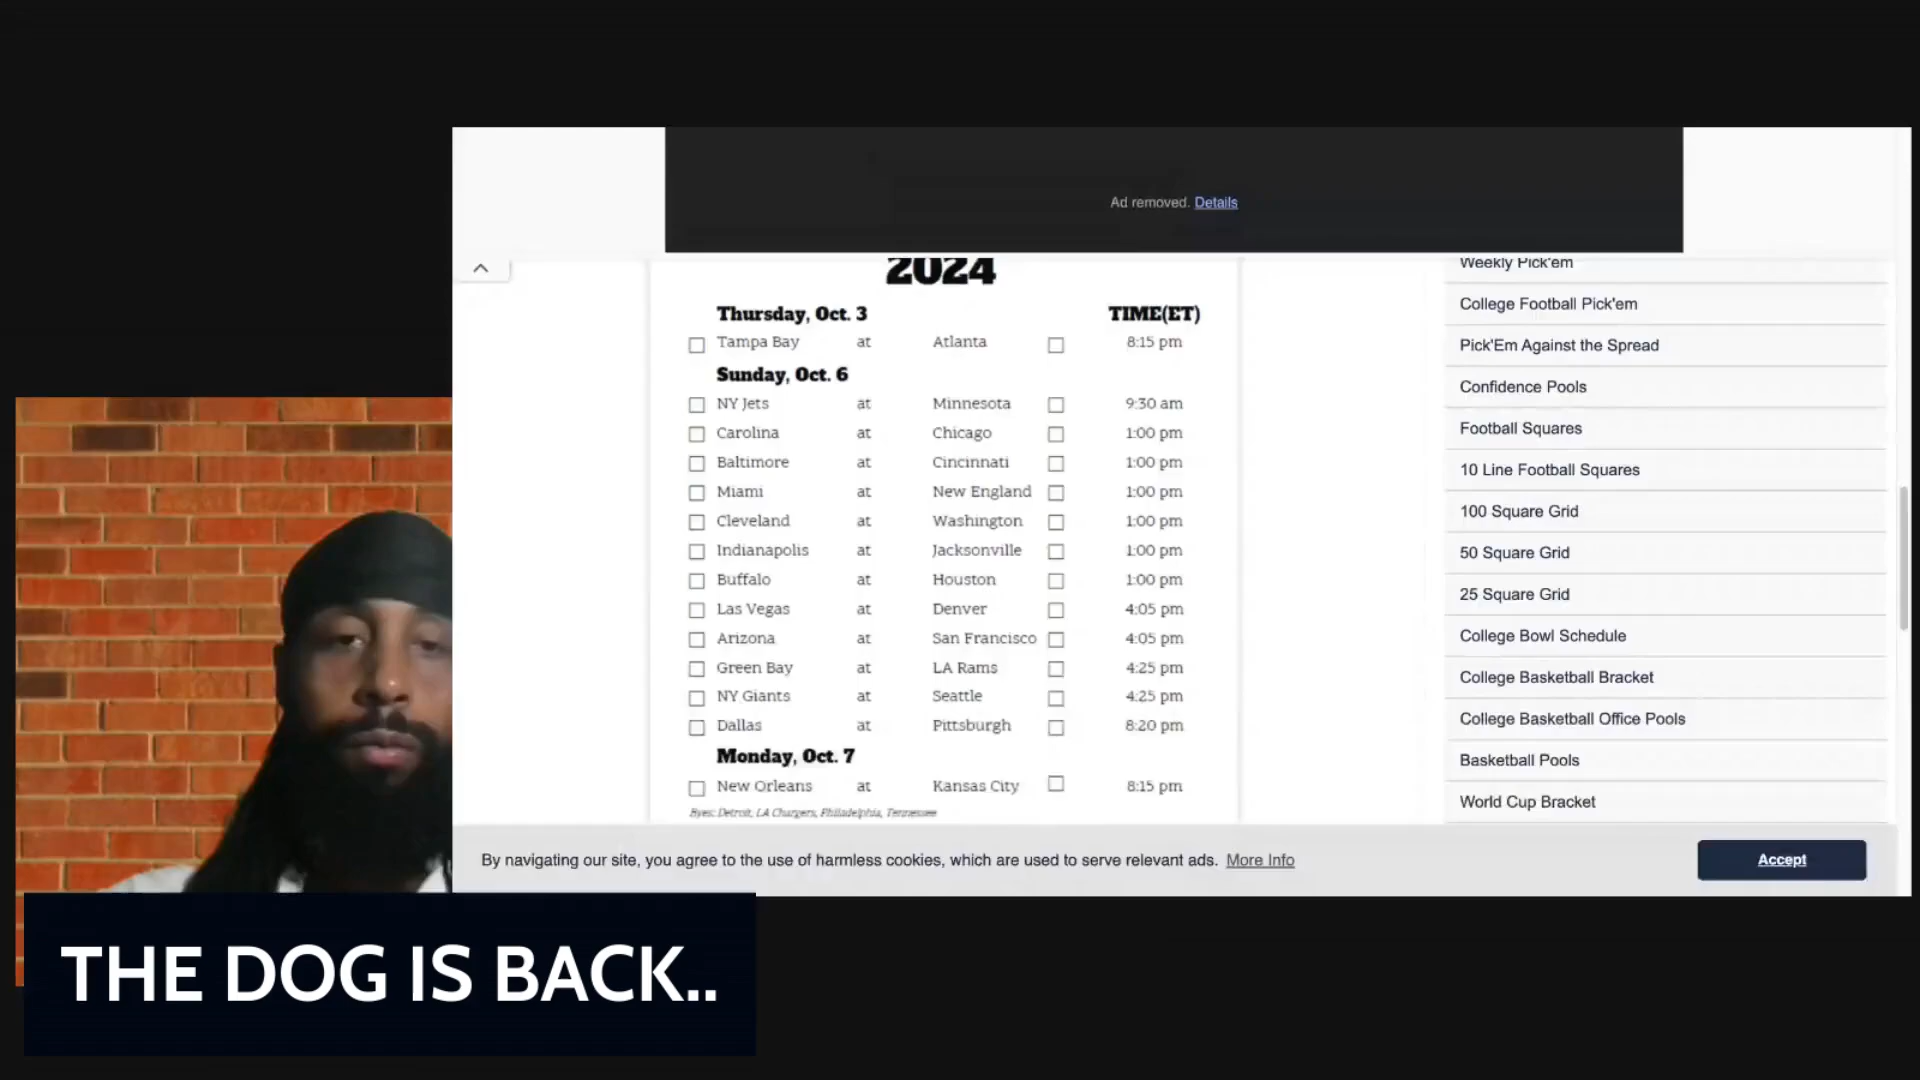 Ad removed. Details
2024
Thursday, Oct. 3 TIME(ET)
Tampa Bay at Atlanta 8:15 pm
Sunday, Oct. 6
NY Jets at Minnesota 9:30 am
Carolina at Chicago 1:00 pm
Baltimore at Cincinnati 1:00 pm
Miami at New England 1:00 pm
Cleveland at Washington 1:00 pm
Indianapolis at Jacksonville 1:00 pm
Buffalo at Houston 1:00 pm
Las Vegas at Denver 4:05 pm
Arizona at San Francisco 4:05 pm
Green Bay at LA Rams 4:25 pm
NY Giants at Seattle 4:25 pm
Dallas at Pittsburgh 8:20 pm
Monday, Oct. 7
New Orleans at Kansas City 8:15 pm
Byes: Detroit, LA Chargers, Philadelphia, Tennessee
Weekly Pick'em
College Football Pick'em
Pick'Em Against the Spread
Confidence Pools
Football Squares
10 Line Football Squares
100 Square Grid
50 Square Grid
25 Square Grid
College Bowl Schedule
College Basketball Bracket
College Basketball Office Pools
Basketball Pools
World Cup Bracket
By navigating our site, you agree to the use of harmless cookies, which are used to serve relevant ads. More Info
Accept
THE DOG IS BACK..